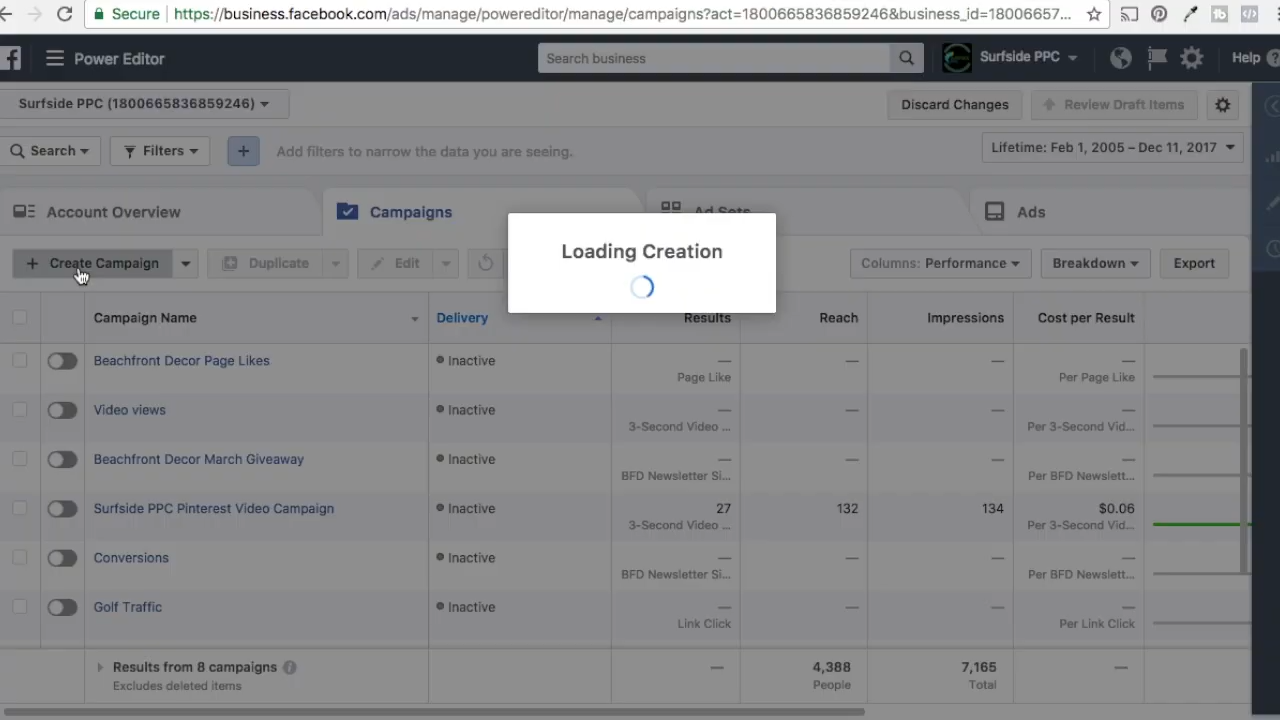 Secure https://business.facebook.com/ads/manage/powereditor/manage/campaigns?act=1800665836859246&business_id=18006657...
Power Editor
Search business
Surfside PPC
Help
Surfside PPC (1800665836859246)
Discard Changes
Review Draft Items
Search
Filters
+
Add filters to narrow the data you are seeing.
Lifetime: Feb 1, 2005 – Dec 11, 2017
Account Overview
Campaigns
Ad Sets
Ads
+ Create Campaign
Duplicate
Edit
Columns: Performance
Breakdown
Export
Loading Creation
Campaign Name Delivery Results Reach Impressions Cost per Result
Beachfront Decor Page Likes Inactive — — — —
Page Like Per Page Like
Video views Inactive — — — —
3-Second Video ... Per 3-Second Vid...
Beachfront Decor March Giveaway Inactive — — — —
BFD Newsletter Si... Per BFD Newslett...
Surfside PPC Pinterest Video Campaign Inactive 27 132 134 $0.06
3-Second Video ... Per 3-Second Vid...
Conversions Inactive — — — —
BFD Newsletter Si... Per BFD Newslett...
Golf Traffic Inactive — — — —
Link Click Per Link Click
Results from 8 campaigns — 4,388 7,165 —
Excludes deleted items People Total